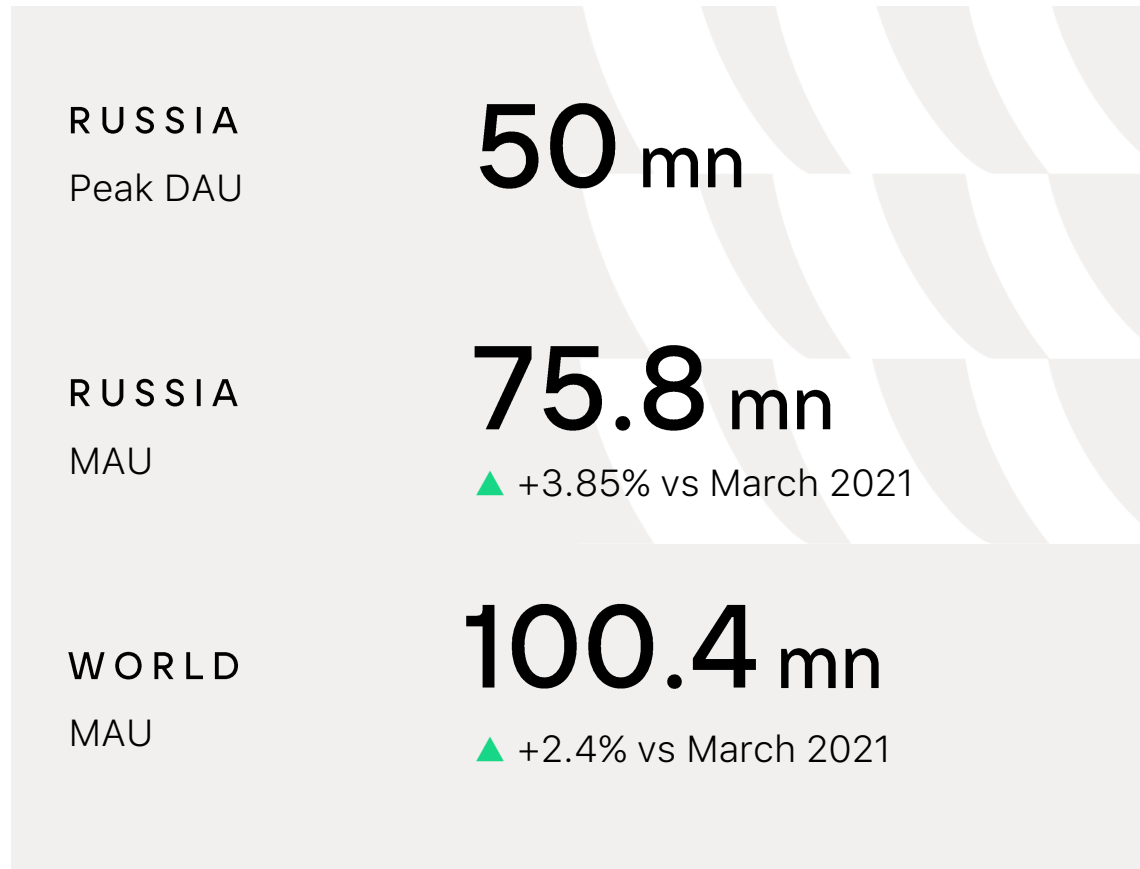 RUSSIA
Peak DAU
50 mn
RUSSIA
MAU
75.8 mn
+3.85% vs March 2021
WORLD
MAU
100.4 mn
+2.4% vs March 2021